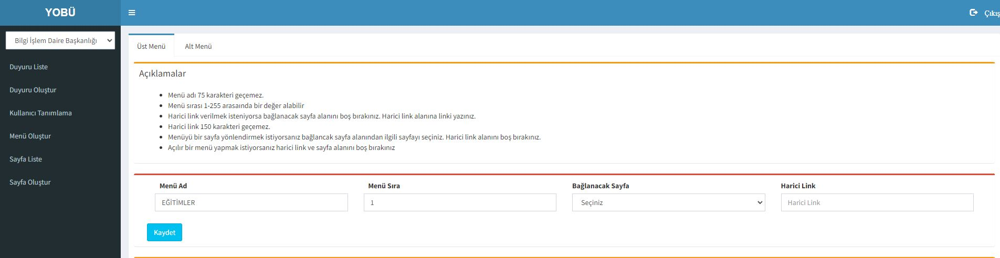 YOBÜ
Çıkış
Bilgi İşlem Daire Başkanlığı
Duyuru Liste
Duyuru Oluştur
Kullanıcı Tanımlama
Menü Oluştur
Sayfa Liste
Sayfa Oluştur
Üst Menü
Alt Menü
Açıklamalar
Menü adı 75 karakteri geçemez.
Menü sırası 1-255 arasaında bir değer alabilir
Harici link verilmek isteniyorsa bağlanacak sayfa alanını boş bırakınız. Harici link alanına linki yazınız.
Harici link 150 karakteri geçemez.
Menüyü bir sayfa yönlendirmek istiyorsanız bağlancak sayfa alanından ilgili sayfayı seçiniz. Harici link alanını boş bırakınız.
Açılır bir menü yapmak istiyorsanız harici link ve sayfa alanını boş bırakınız
Menü Ad
Menü Sıra
Bağlanacak Sayfa
Harici Link
EĞİTİMLER
1
Seçiniz
Harici Link
Kaydet